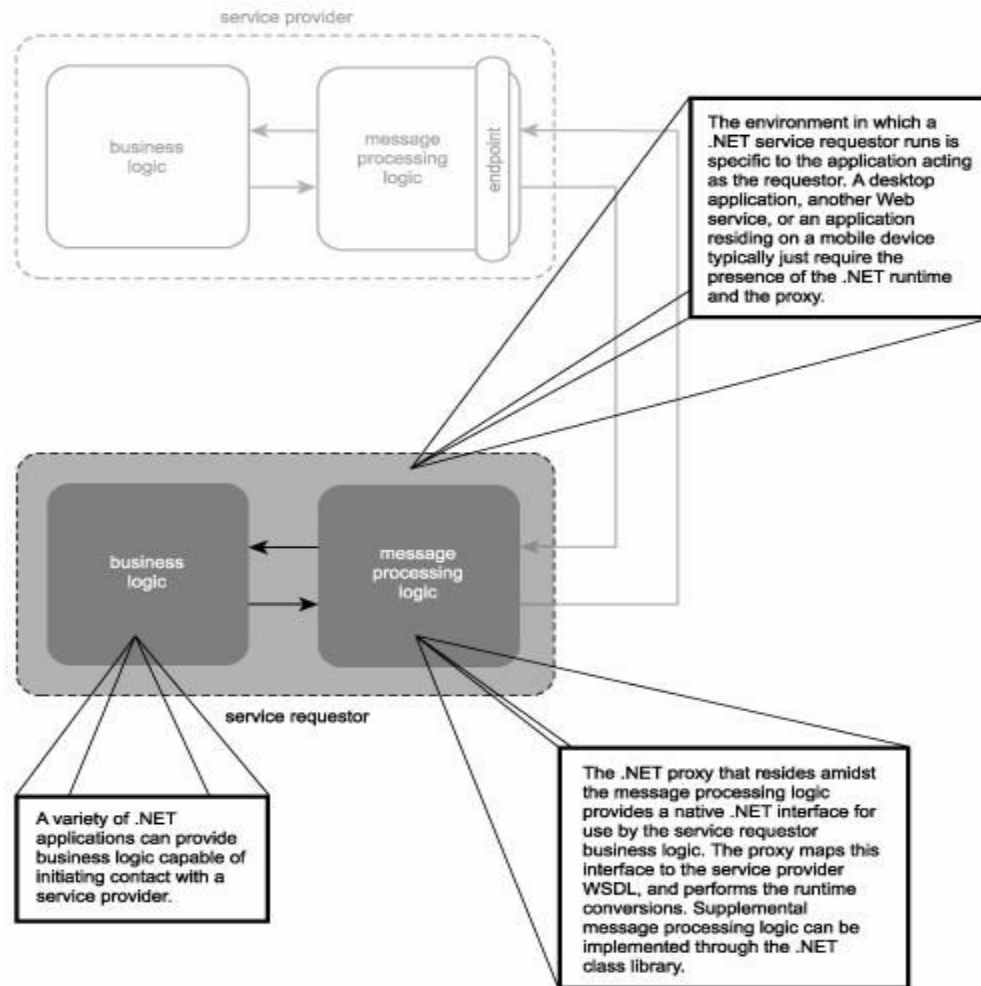 service provider
business
logic
message
processing
logic
endpoint
The environment in which a
.NET service requestor runs is
specific to the application acting
as the requestor. A desktop
application, another Web
service, or an application
residing on a mobile device
typically just require the
presence of the .NET runtime
and the proxy.
business
logic
message
processing
logic
service requestor
A variety of .NET
applications can provide
business logic capable of
initiating contact with a
service provider.
The .NET proxy that resides amidst
the message processing logic
provides a native .NET interface for
use by the service requestor
business logic. The proxy maps this
interface to the service provider
WSDL, and performs the runtime
conversions. Supplemental
message processing logic can be
implemented through the .NET
class library.